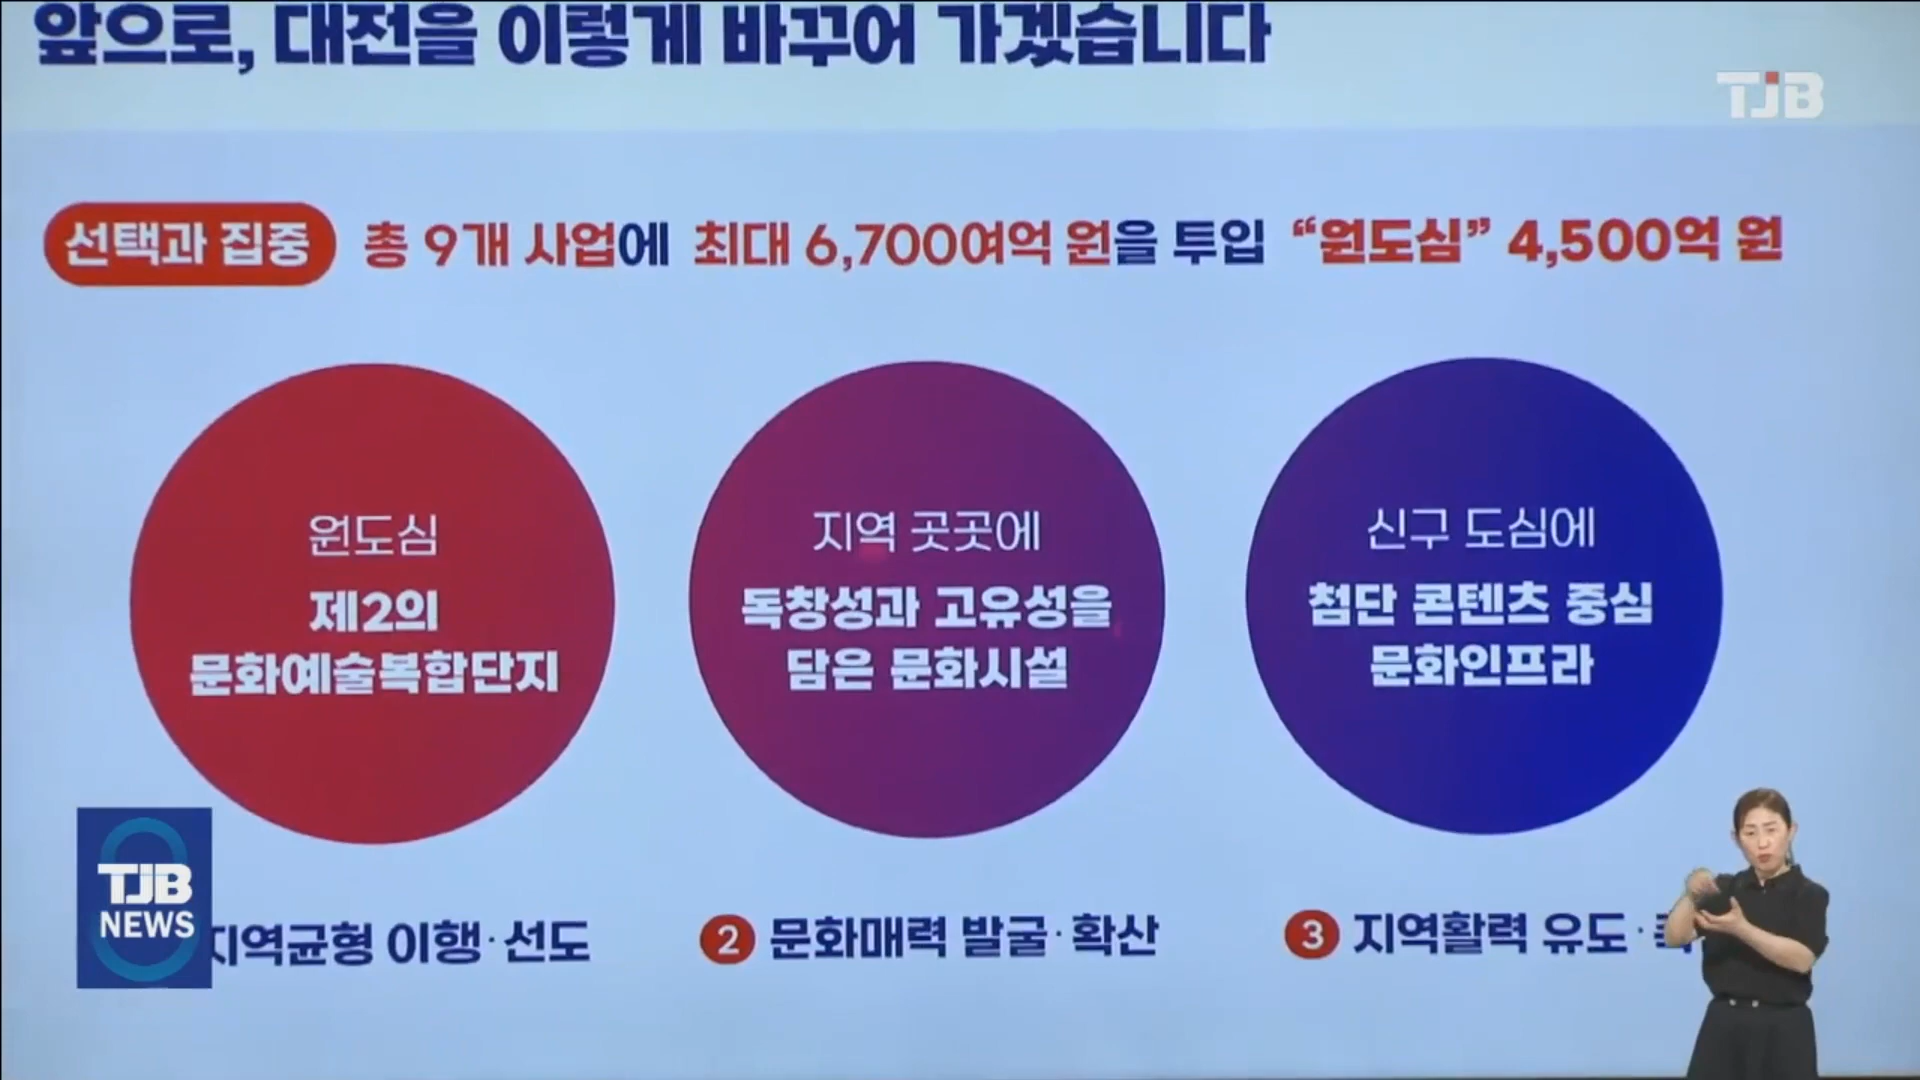 앞으로, 대전을 이렇게 바꾸어 가겠습니다
TJB
선택과 집중 총 9개 사업에 최대 6,700여억 원을 투입 “원도심” 4,500억 원
원도심
제2의
문화예술복합단지
지역 곳곳에
독창성과 고유성을
담은 문화시설
신구 도심에
첨단 콘텐츠 중심
문화인프라
TJB
NEWS
지역균형 이행·선도
2 문화매력 발굴·확산
3 지역활력 유도·